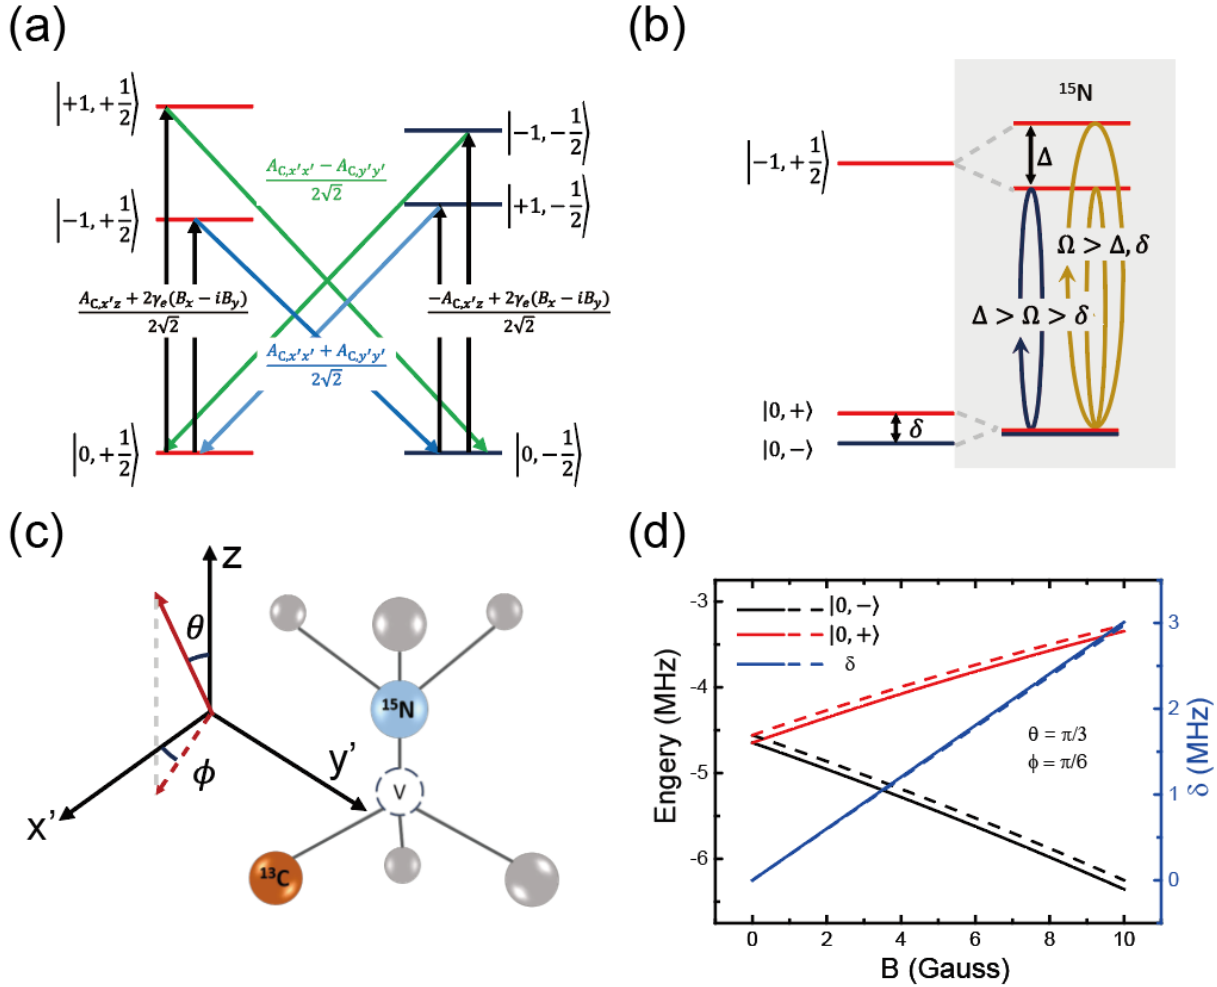 (a)
|+1, +1/2⟩
|−1, −1/2⟩
(A_{C,x'x'} − A_{C,y'y'})/(2√2)
|−1, +1/2⟩
|+1, −1/2⟩
(A_{C,x'z} + 2γ_e(B_x − iB_y))/(2√2)
(−A_{C,x'z} + 2γ_e(B_x − iB_y))/(2√2)
(A_{C,x'x'} + A_{C,y'y'})/(2√2)
|0, +1/2⟩
|0, −1/2⟩
(b)
¹⁵N
|−1, +1/2⟩
Δ
Ω > Δ, δ
Δ > Ω > δ
|0, +⟩
δ
|0, −⟩
(c)
z
θ
ϕ
x'
y'
¹⁵N
V
¹³C
(d)
|0, −⟩
|0, +⟩
δ
θ = π/3
ϕ = π/6
Engery (MHz)
-3
-4
-5
-6
δ (MHz)
3
2
1
0
0 2 4 6 8 10
B (Gauss)